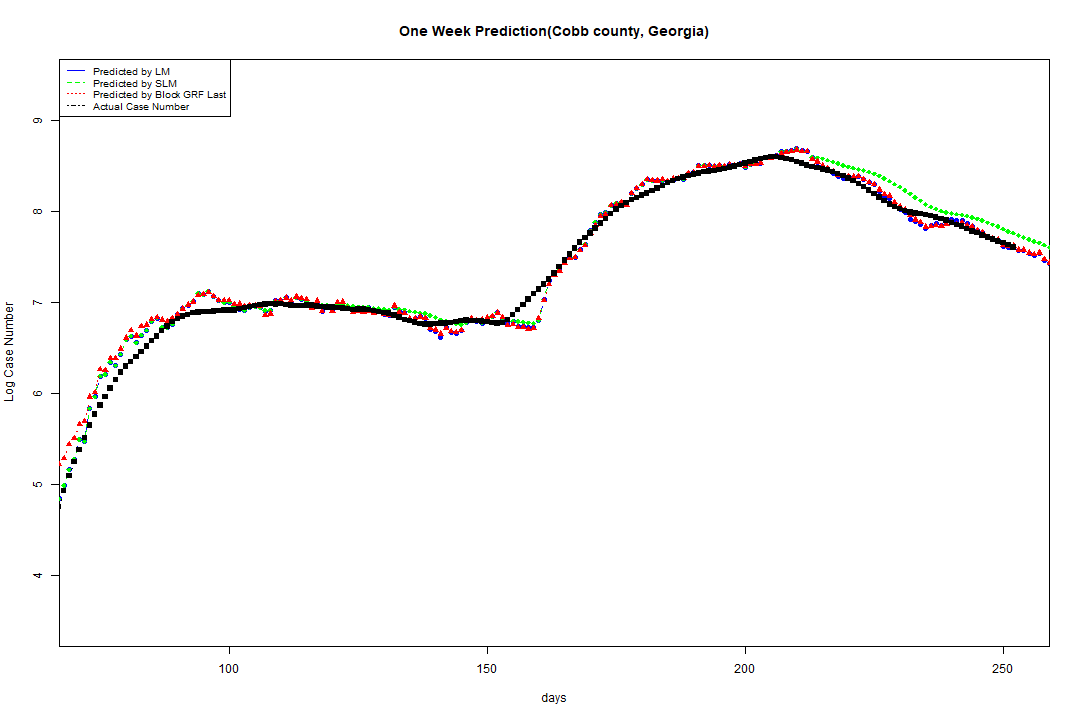 One Week Prediction(Cobb county, Georgia)
Predicted by LM
Predicted by SLM
Predicted by Block GRF Last
Actual Case Number
9
8
7
6
5
4
Log Case Number
100 150 200 250
days